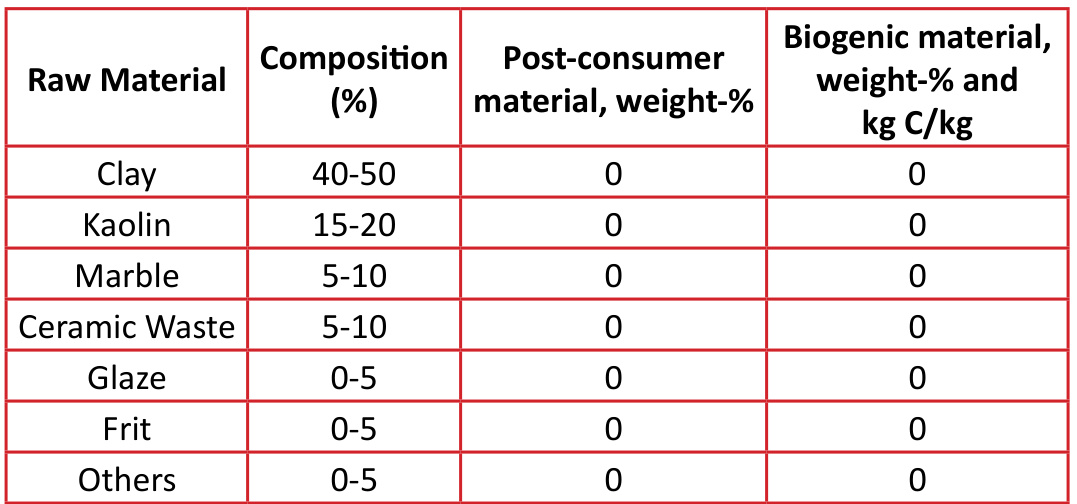 Raw Material
Composition
(%)
Post-consumer
material, weight-%
Biogenic material,
weight-% and
kg C/kg
Clay 40-50 0 0
Kaolin 15-20 0 0
Marble 5-10 0 0
Ceramic Waste 5-10 0 0
Glaze 0-5 0 0
Frit 0-5 0 0
Others 0-5 0 0